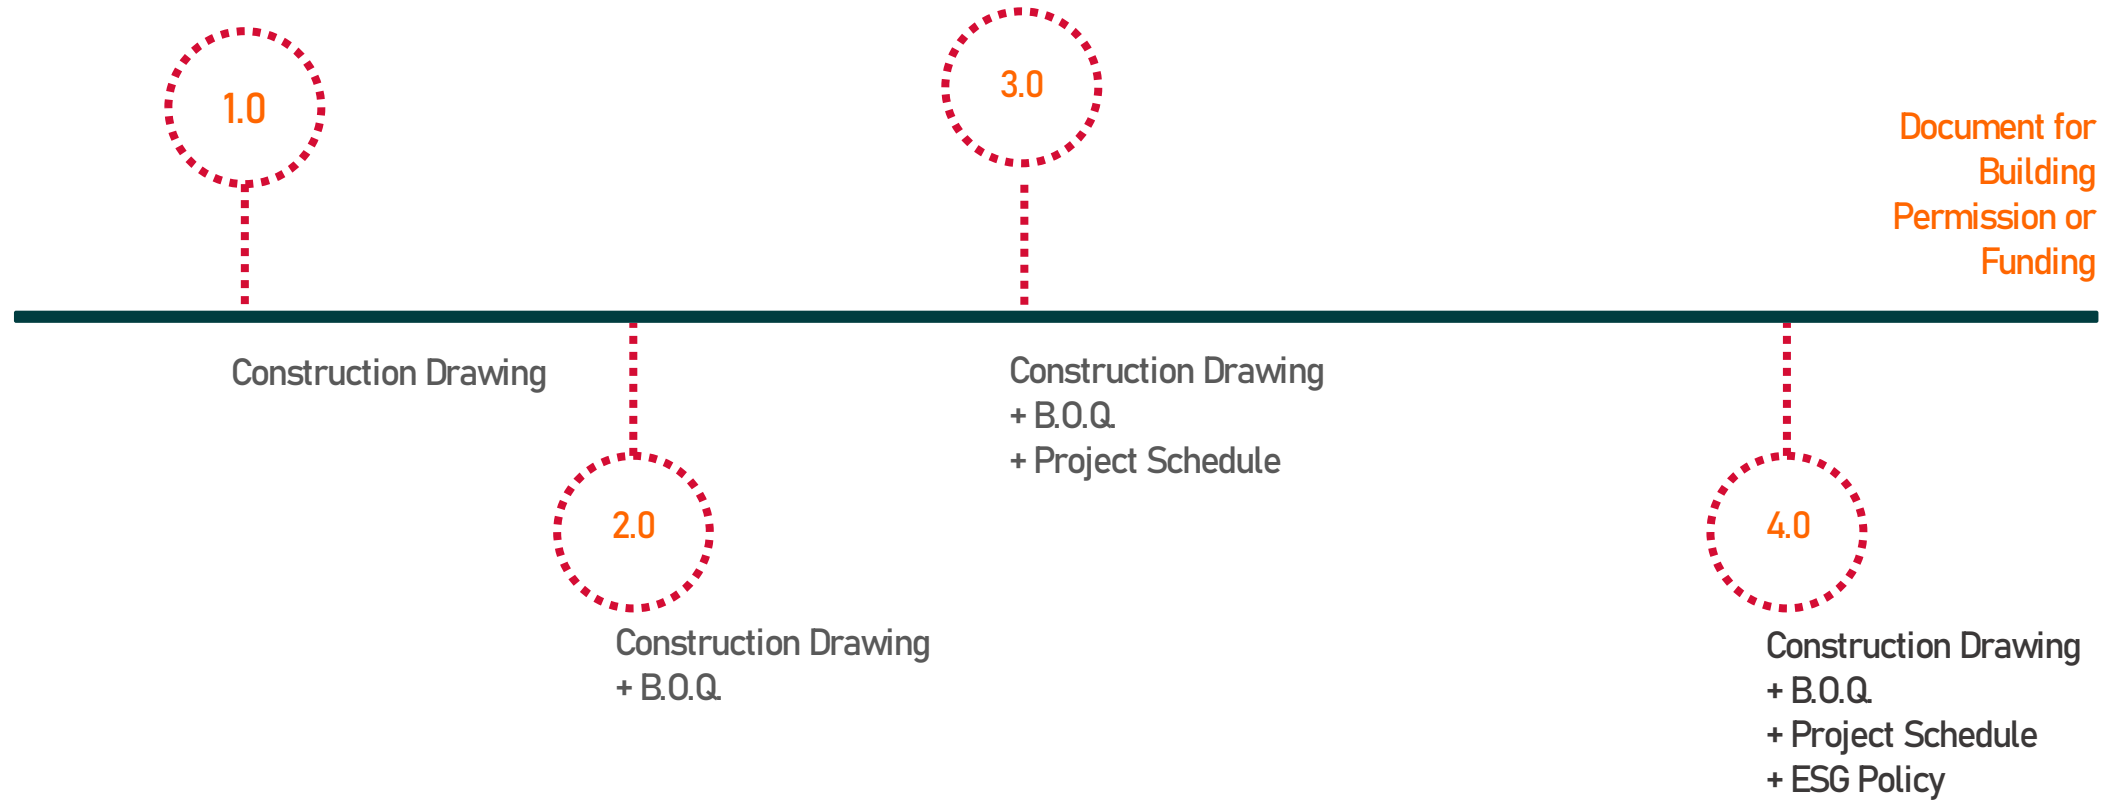 1.0
3.0
Document for
Building
Permission or
Funding
Construction Drawing
Construction Drawing
+ B.O.Q.
+ Project Schedule
2.0
4.0
Construction Drawing
+ B.O.Q.
Construction Drawing
+ B.O.Q.
+ Project Schedule
+ ESG Policy